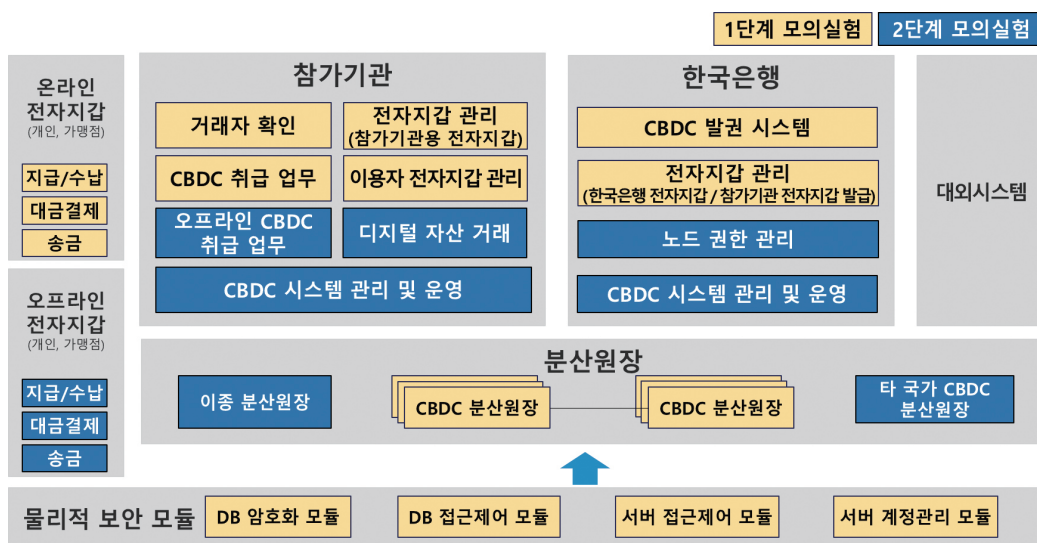 1단계 모의실험
2단계 모의실험
온라인
전자지갑
(개인, 가맹점)
지급/수납
대금결제
송금
오프라인
전자지갑
(개인, 가맹점)
지급/수납
대금결제
송금
참가기관
거래자 확인
전자지갑 관리
(참가기관용 전자지갑)
CBDC 취급 업무
이용자 전자지갑 관리
오프라인 CBDC
취급 업무
디지털 자산 거래
CBDC 시스템 관리 및 운영
한국은행
CBDC 발권 시스템
전자지갑 관리
(한국은행 전자지갑 / 참가기관 전자지갑 발급)
노드 권한 관리
CBDC 시스템 관리 및 운영
대외시스템
분산원장
이종 분산원장
CBDC 분산원장
CBDC 분산원장
타 국가 CBDC
분산원장
물리적 보안 모듈
DB 암호화 모듈
DB 접근제어 모듈
서버 접근제어 모듈
서버 계정관리 모듈